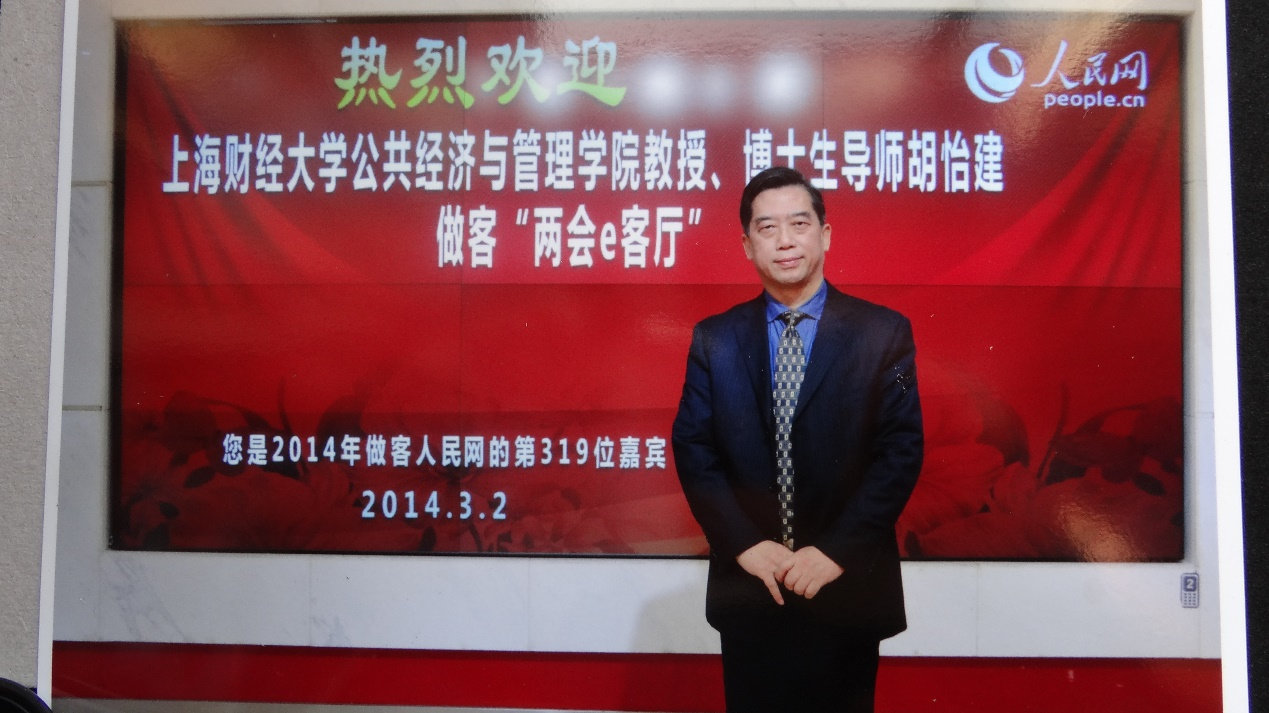 热烈欢迎
人民网
people.cn
上海财经大学公共经济与管理学院教授、博士生导师胡怡建
做客“两会e客厅”
您是2014年做客人民网的第319位嘉宾
2014.3.2
2